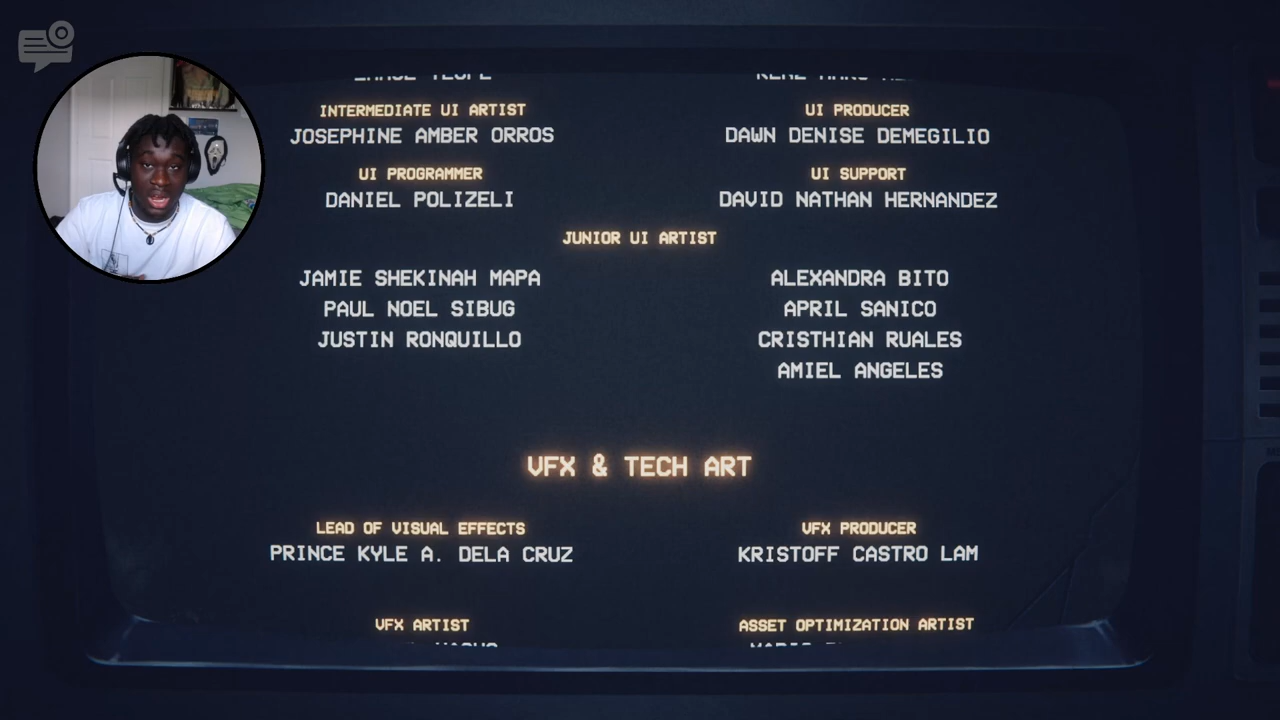 INTERMEDIATE UI ARTIST
JOSEPHINE AMBER ORROS
UI PRODUCER
DAWN DENISE DEMEGILIO
UI PROGRAMMER
DANIEL POLIZELI
UI SUPPORT
DAVID NATHAN HERNANDEZ
JUNIOR UI ARTIST
JAMIE SHEKINAH MAPA
ALEXANDRA BITO
PAUL NOEL SIBUG
APRIL SANICO
JUSTIN RONQUILLO
CRISTHIAN RUALES
AMIEL ANGELES
VFX & TECH ART
LEAD OF VISUAL EFFECTS
PRINCE KYLE A. DELA CRUZ
VFX PRODUCER
KRISTOFF CASTRO LAM
VFX ARTIST
ASSET OPTIMIZATION ARTIST